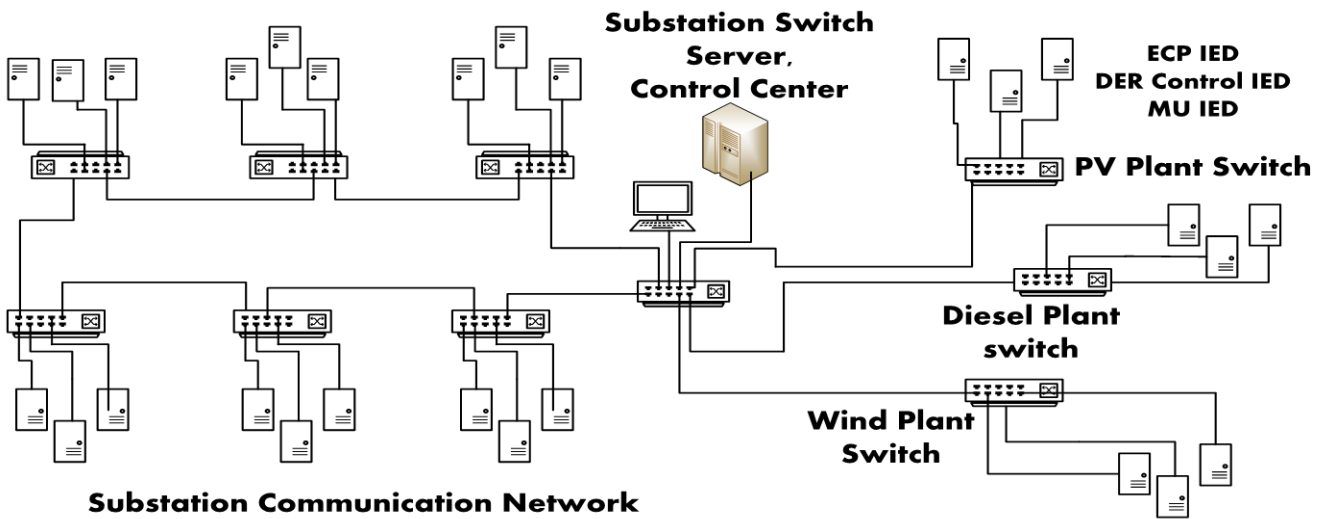 Substation Switch
Server,
Control Center
ECP IED
DER Control IED
MU IED
PV Plant Switch
Diesel Plant
switch
Wind Plant
Switch
Substation Communication Network